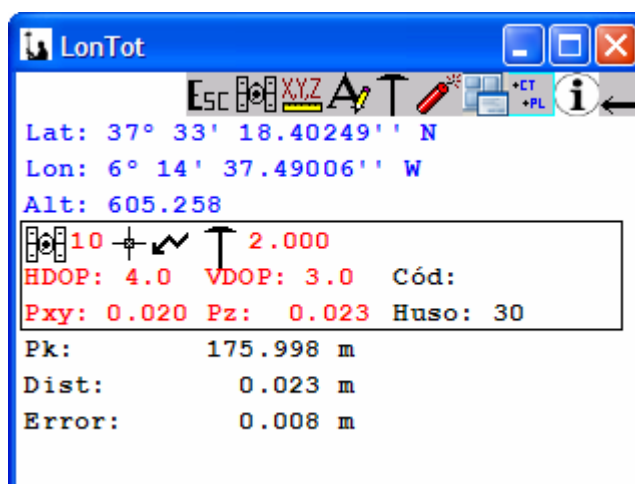 LonTot
Esc X,Y,Z A T +CT +PL i
Lat: 37° 33' 18.40249'' N
Lon: 6° 14' 37.49006'' W
Alt: 605.258
10 2.000
HDOP: 4.0 VDOP: 3.0 Cód:
Pxy: 0.020 Pz: 0.023 Huso: 30
Pk: 175.998 m
Dist: 0.023 m
Error: 0.008 m